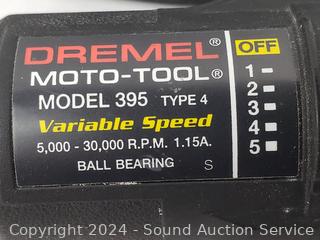 DREMEL®
MOTO-TOOL®
MODEL 395 TYPE 4
Variable Speed
5,000 - 30,000 R.P.M. 1.15A.
BALL BEARING S
OFF
1 -
2 -
3 -
4 -
5 -
Copyright © 2024 - Sound Auction Service